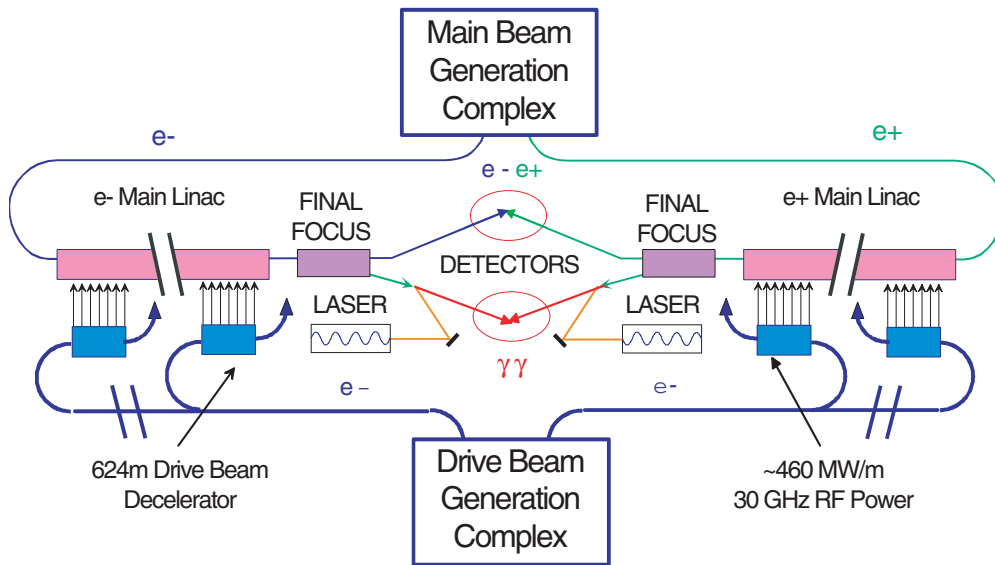 Main Beam
Generation
Complex
e-
e+
e - e+
e- Main Linac
FINAL
FOCUS
FINAL
FOCUS
e+ Main Linac
DETECTORS
LASER
LASER
γ γ
e –
e-
624m Drive Beam
Decelerator
Drive Beam
Generation
Complex
~460 MW/m
30 GHz RF Power